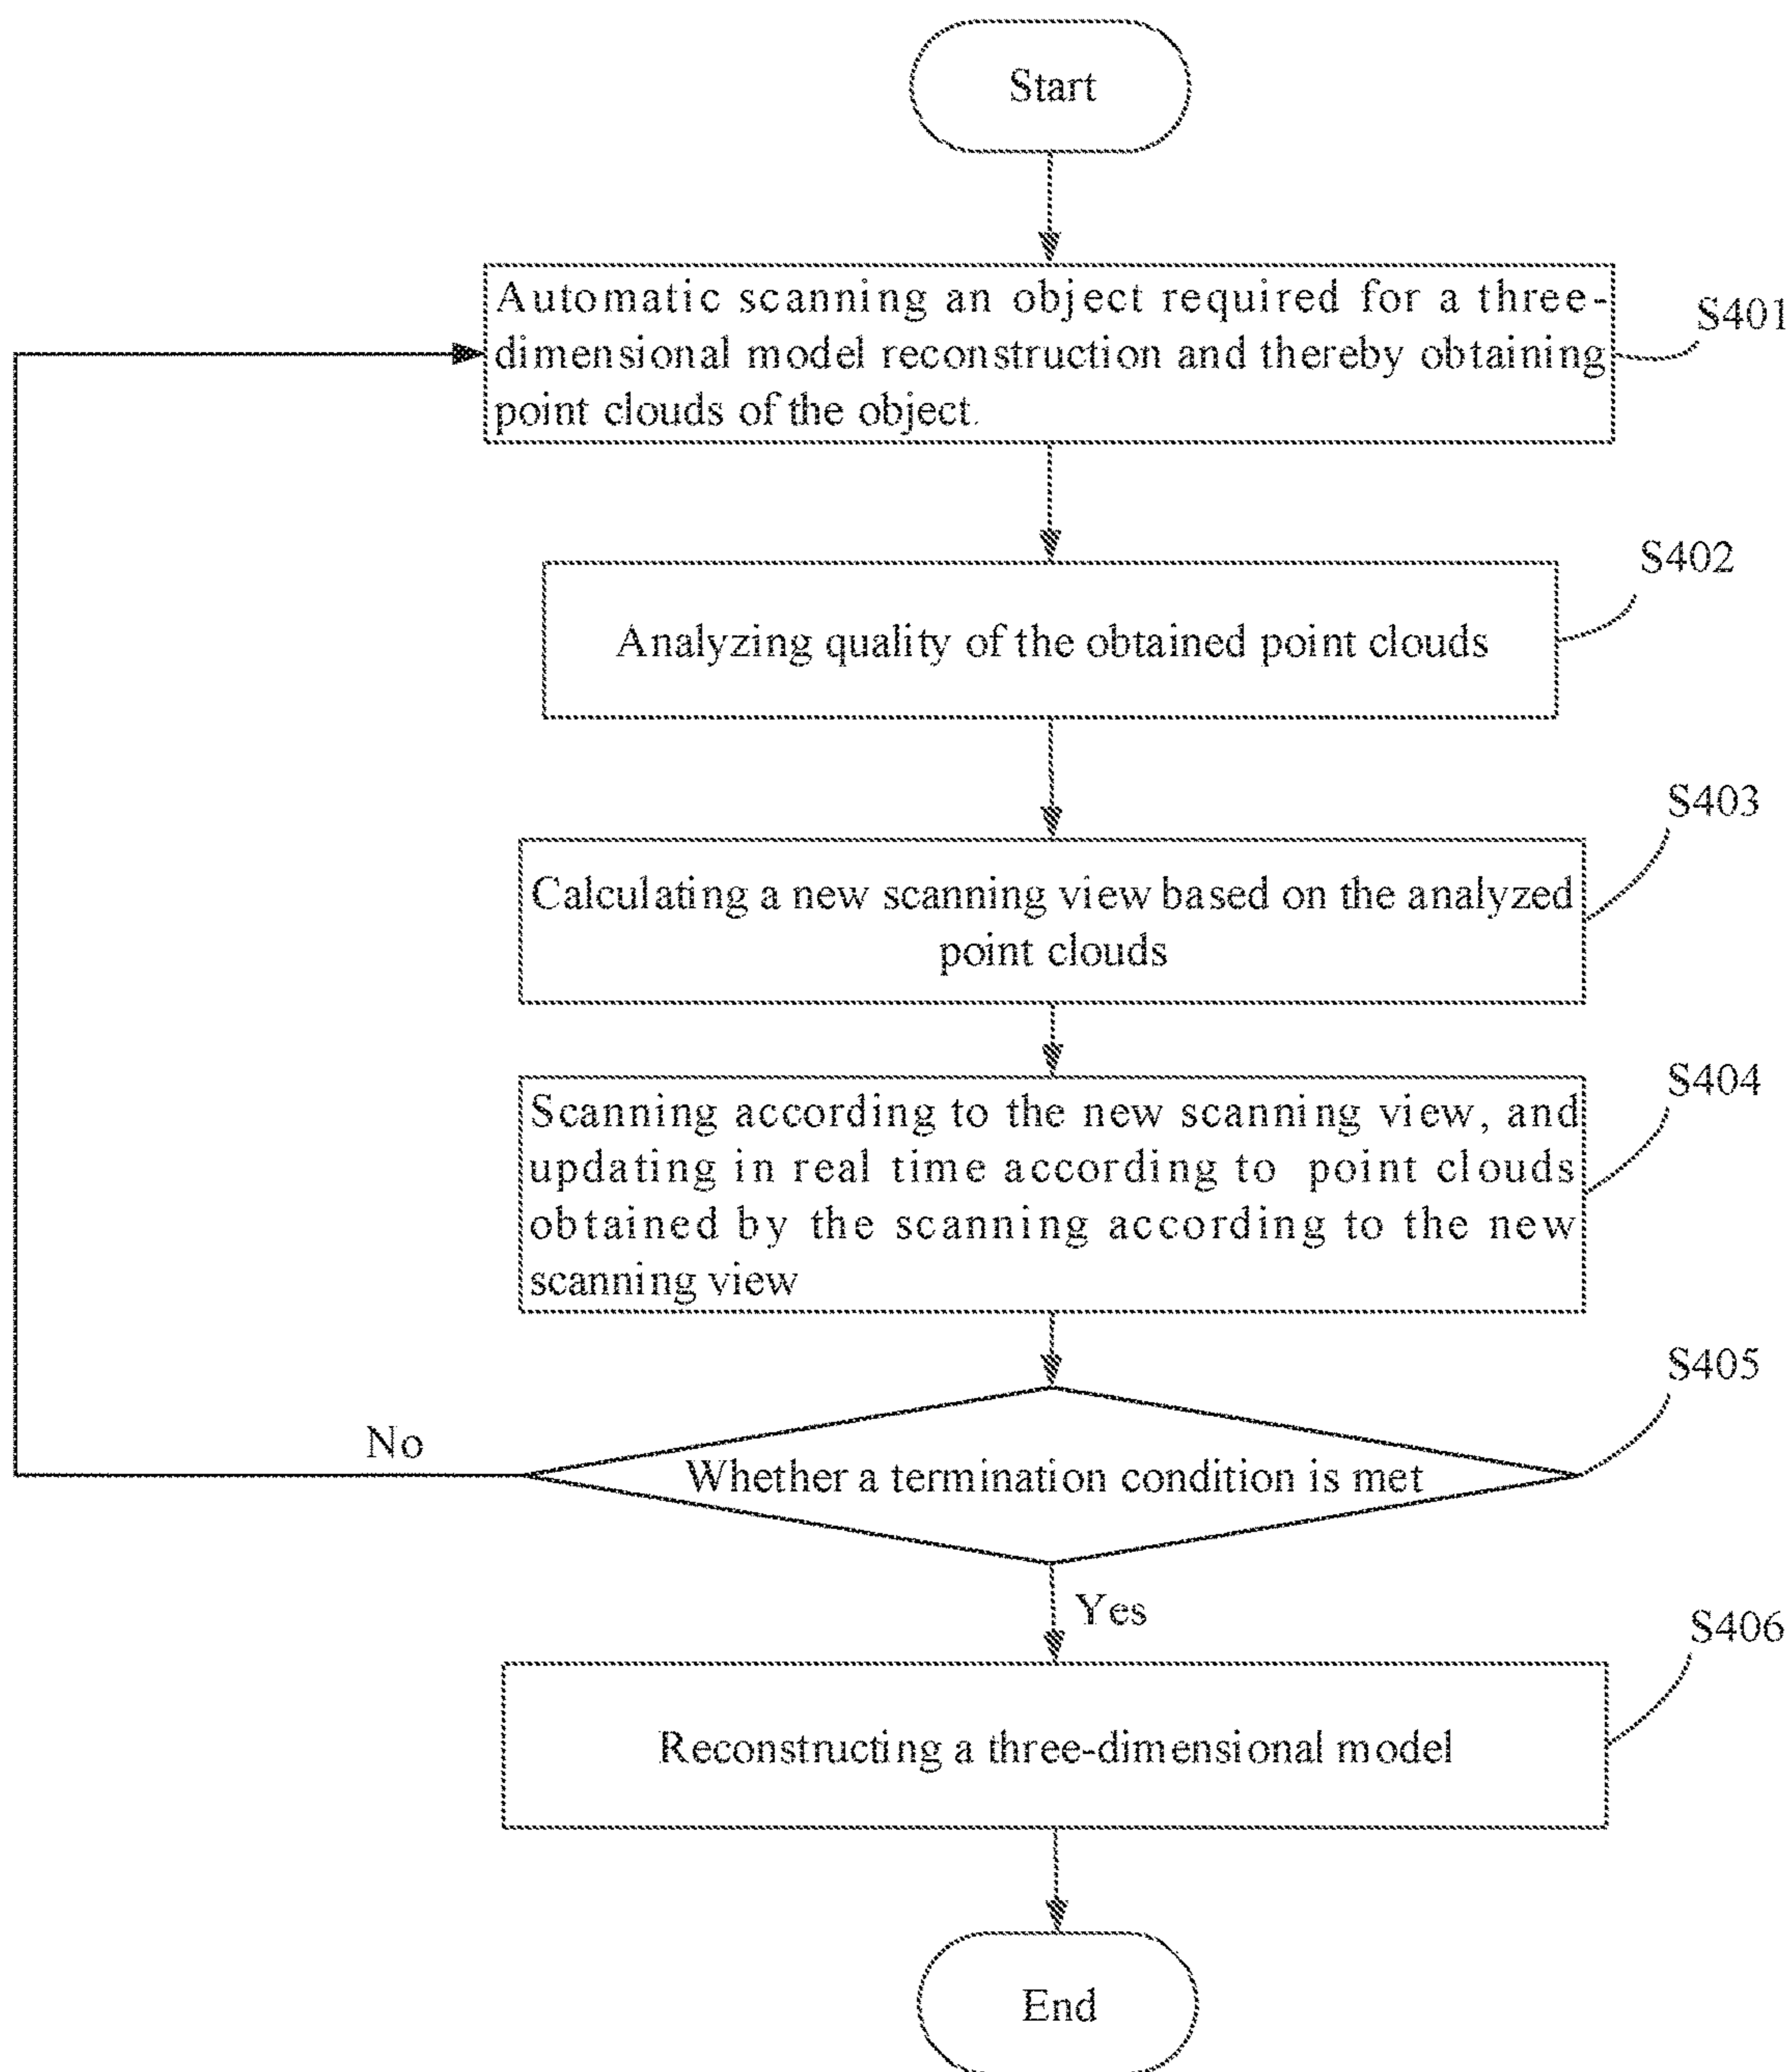 Start
Automatic scanning an object required for a three-
dimensional model reconstruction and thereby obtaining
point clouds of the object.
S401
S402
Analyzing quality of the obtained point clouds
S403
Calculating a new scanning view based on the analyzed
point clouds
S404
Scanning according to the new scanning view, and
updating in real time according to point clouds
obtained by the scanning according to the new
scanning view
S405
No
Whether a termination condition is met
Yes
S406
Reconstructing a three-dimensional model
End